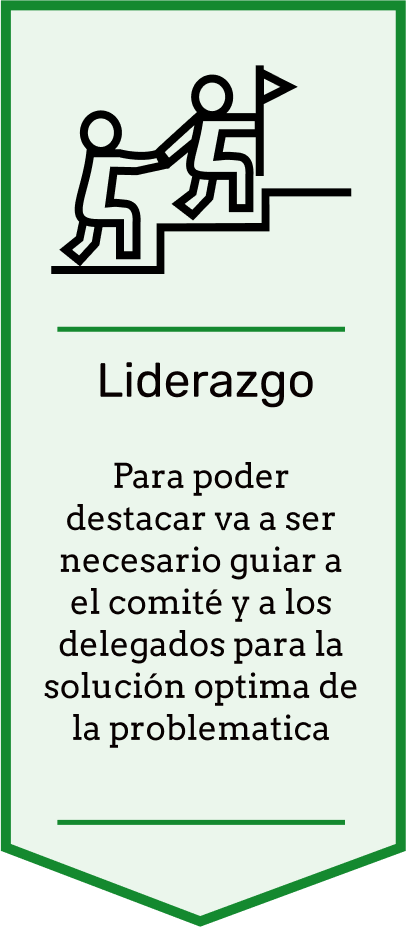 Liderazgo
Para poder
destacar va a ser
necesario guiar a
el comité y a los
delegados para la
solución optima de
la problematica